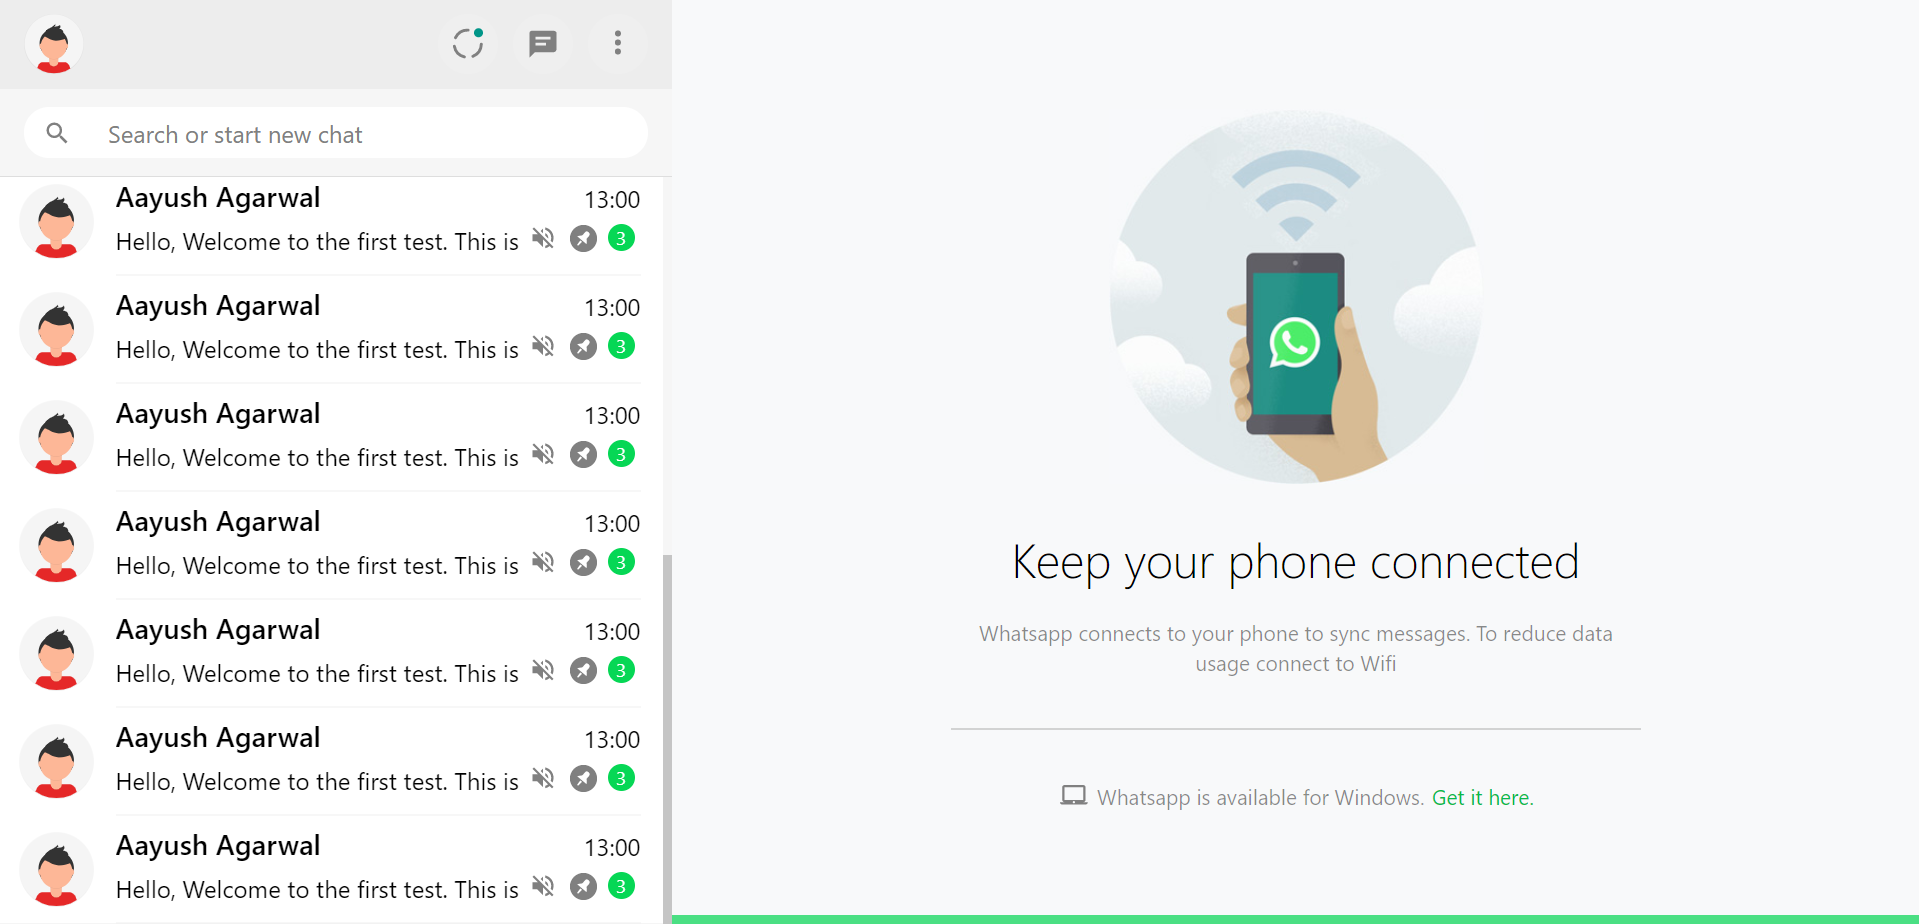 Search or start new chat
Aayush Agarwal 13:00
Hello, Welcome to the first test. This is 3
Aayush Agarwal 13:00
Hello, Welcome to the first test. This is 3
Aayush Agarwal 13:00
Hello, Welcome to the first test. This is 3
Aayush Agarwal 13:00
Hello, Welcome to the first test. This is 3
Aayush Agarwal 13:00
Hello, Welcome to the first test. This is 3
Aayush Agarwal 13:00
Hello, Welcome to the first test. This is 3
Aayush Agarwal 13:00
Hello, Welcome to the first test. This is 3
Keep your phone connected
Whatsapp connects to your phone to sync messages. To reduce data
usage connect to Wifi
Whatsapp is available for Windows. Get it here.